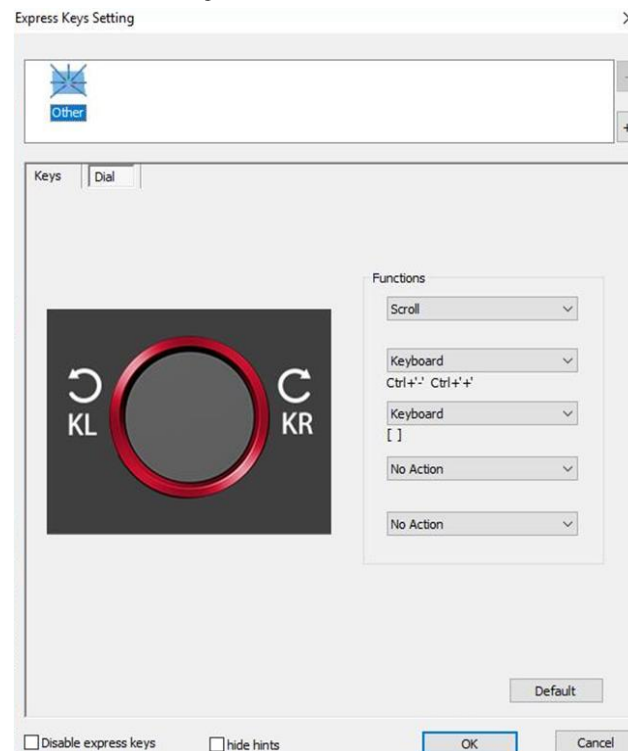 Express Keys Setting
Other
Keys Dial
Functions
Scroll
Keyboard
Ctrl+'-' Ctrl+'+'
Keyboard
[ ]
No Action
No Action
KL KR
Default
Disable express keys hide hints OK Cancel